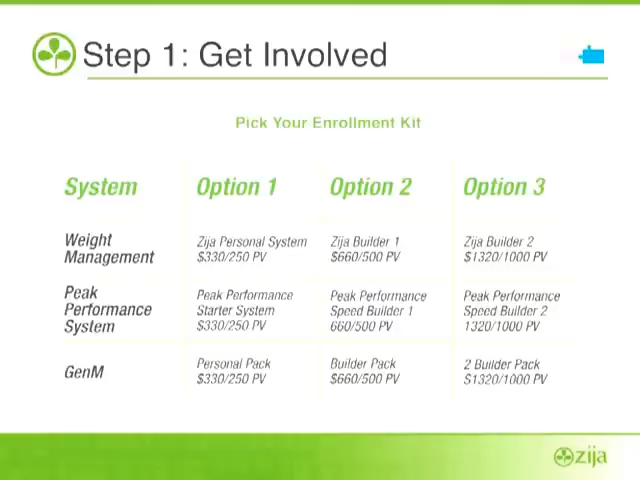 Step 1: Get Involved
Pick Your Enrollment Kit
System Option 1 Option 2 Option 3
Weight Management
Zija Personal System
$330/250 PV
Zija Builder 1
$660/500 PV
Zija Builder 2
$1320/1000 PV
Peak Performance System
Peak Performance
Starter System
$330/250 PV
Peak Performance
Speed Builder 1
660/500 PV
Peak Performance
Speed Builder 2
1320/1000 PV
GenM
Personal Pack
$330/250 PV
Builder Pack
$660/500 PV
2 Builder Pack
$1320/1000 PV
zija